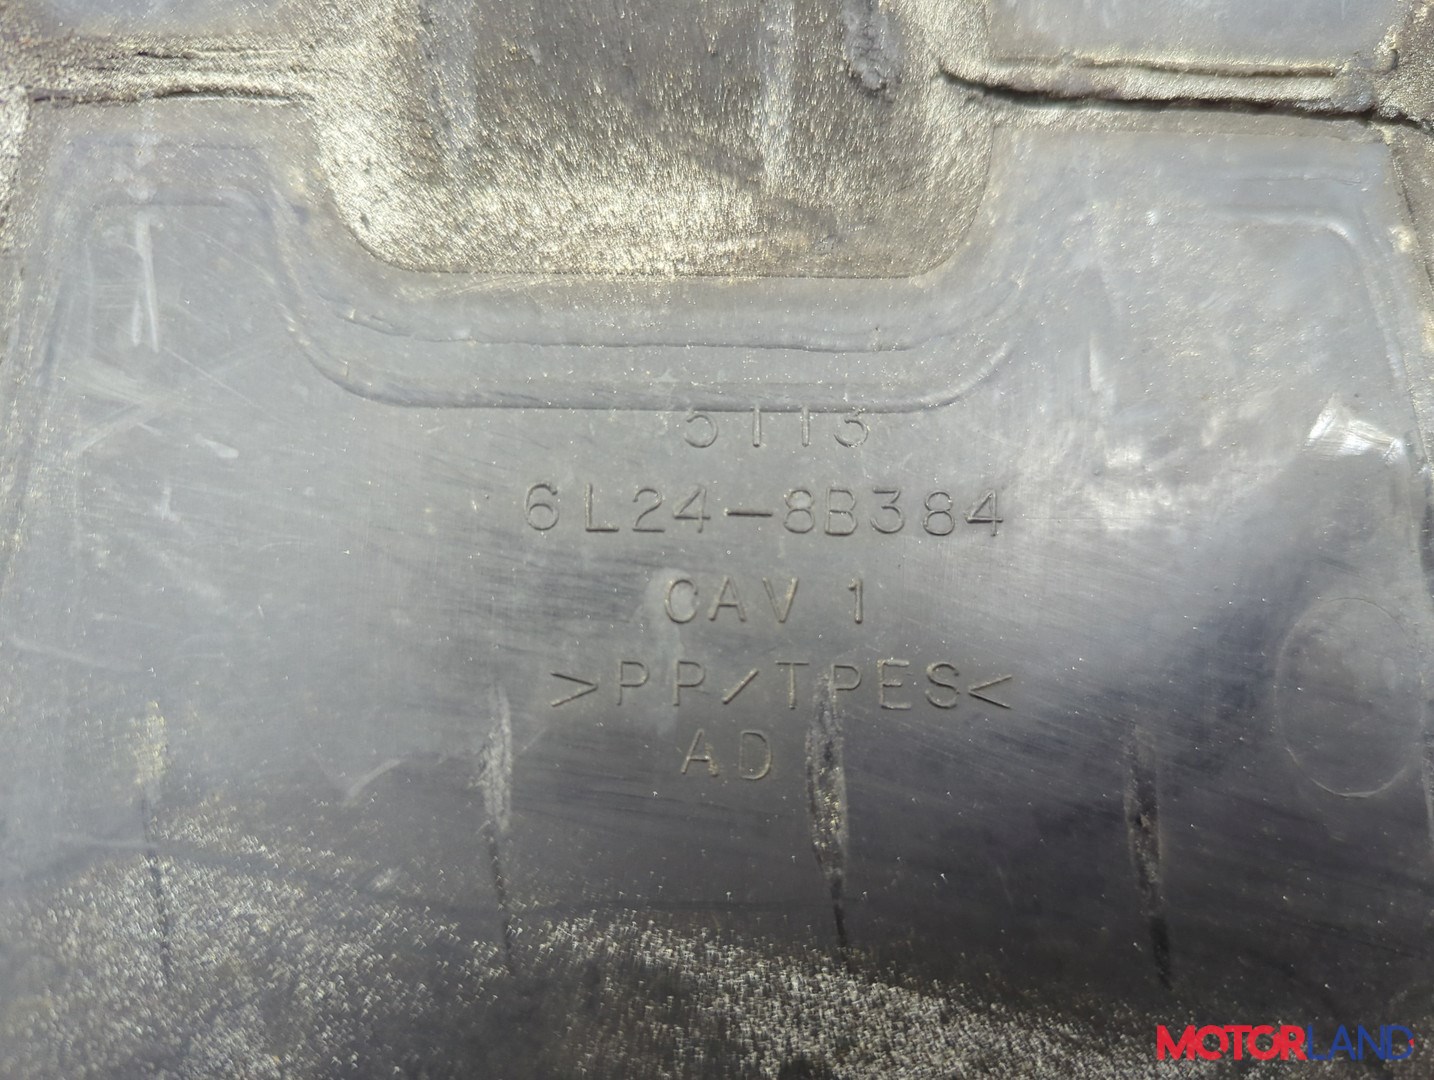 5113
6L24-8B384
CAV 1
>PP/TPES<
AD
MOTORLAND